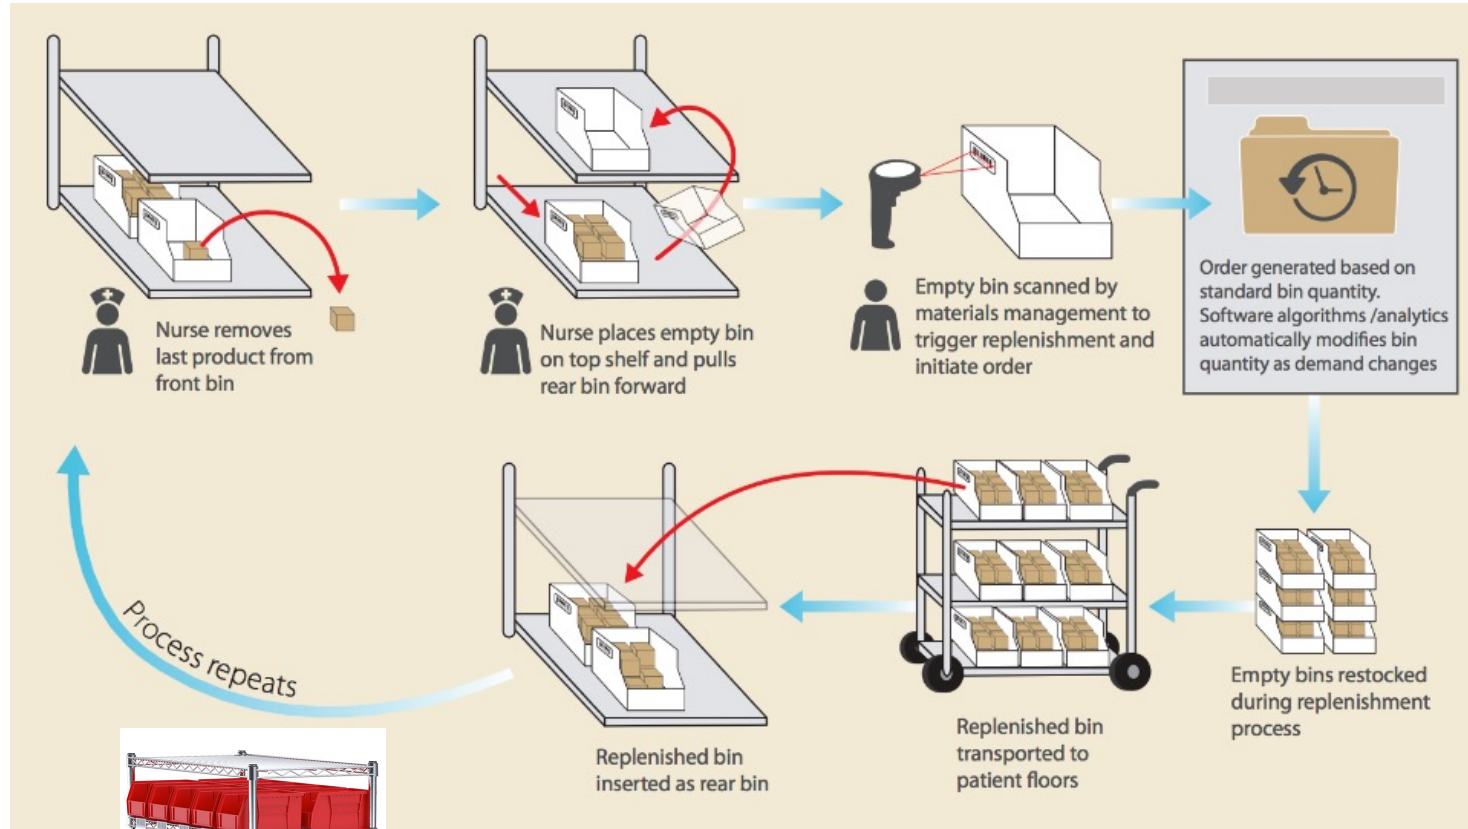 Nurse removes
last product from
front bin
Nurse places empty bin
on top shelf and pulls
rear bin forward
Empty bin scanned by
materials management to
trigger replenishment and
initiate order
Order generated based on
standard bin quantity.
Software algorithms /analytics
automatically modifies bin
quantity as demand changes
Empty bins restocked
during replenishment
process
Replenished bin
transported to
patient floors
Replenished bin
inserted as rear bin
Process repeats